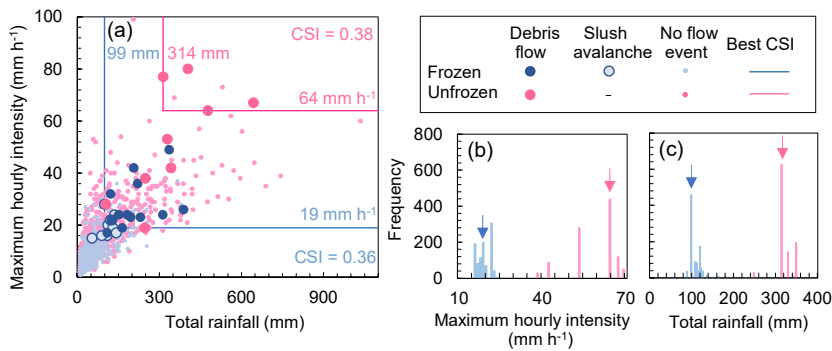 (a)
99 mm
314 mm
CSI = 0.38
64 mm h-1
19 mm h-1
CSI = 0.36
Maximum hourly intensity (mm h-1)
100
80
60
40
20
0
0 300 600 900
Total rainfall (mm)
Debris flow
Slush avalanche
No flow event
Best CSI
Frozen
Unfrozen –
(b)
Frequency
800
600
400
200
0
10 40 70
Maximum hourly intensity
(mm h-1)
(c)
0 100 200 300 400
Total rainfall (mm)